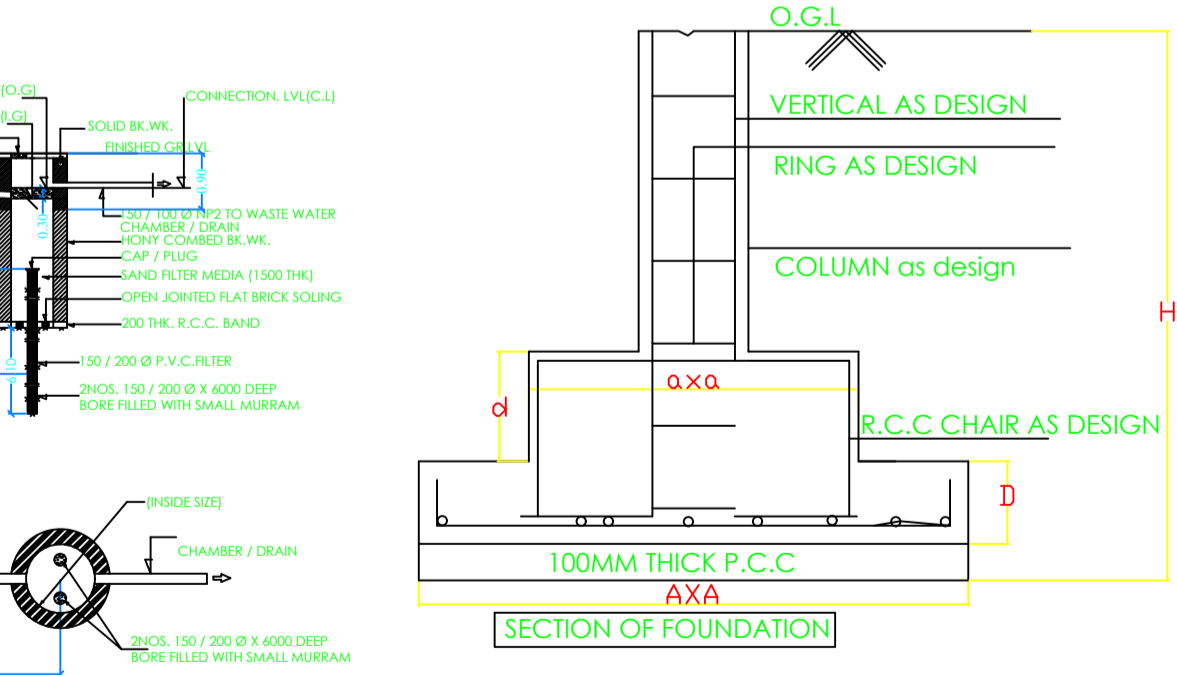 (O.G)
(I.G)
CONNECTION. LVL(C.L)
SOLID BK.WK.
FINISHED GR.LVL
0.90
0.30
150 / 100 Ø NP2 TO WASTE WATER
CHAMBER / DRAIN
HONY COMBED BK.WK.
CAP / PLUG
SAND FILTER MEDIA (1500 THK)
OPEN JOINTED FLAT BRICK SOLING
200 THK. R.C.C. BAND
6.10
150 / 200 Ø P.V.C.FILTER
2NOS. 150 / 200 Ø X 6000 DEEP
BORE FILLED WITH SMALL MURRAM
(INSIDE SIZE)
CHAMBER / DRAIN
2NOS. 150 / 200 Ø X 6000 DEEP
BORE FILLED WITH SMALL MURRAM
O.G.L
VERTICAL AS DESIGN
RING AS DESIGN
COLUMN as design
H
axa
d
R.C.C CHAIR AS DESIGN
D
100MM THICK P.C.C
AXA
SECTION OF FOUNDATION